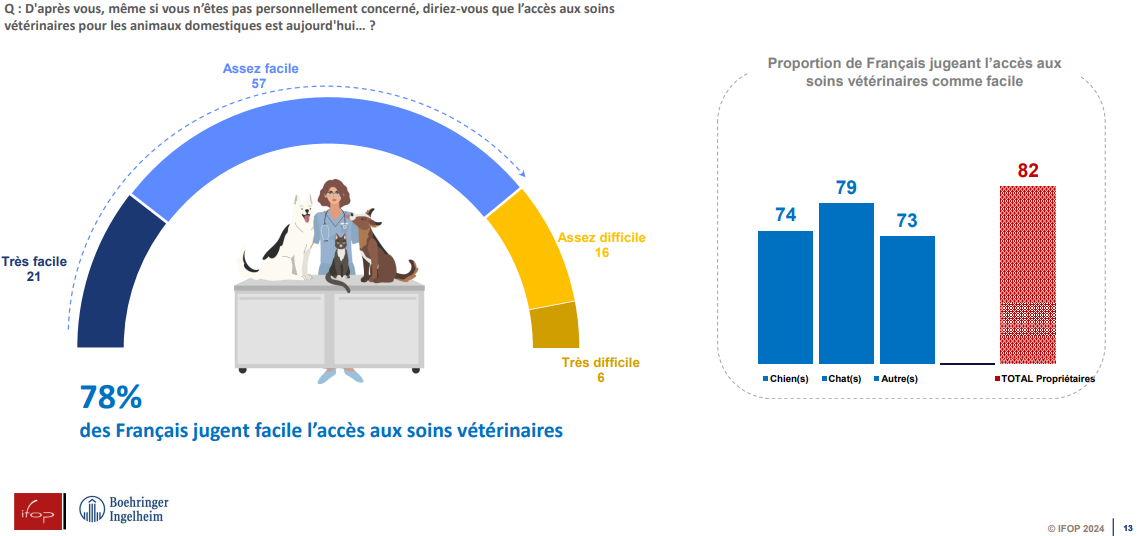 Q : D'après vous, même si vous n'êtes pas personnellement concerné, diriez-vous que l'accès aux soins
vétérinaires pour les animaux domestiques est aujourd'hui... ?
Assez facile
57
Très facile
21
Assez difficile
16
Très difficile
6
78%
des Français jugent facile l'accès aux soins vétérinaires
Proportion de Français jugeant l'accès aux
soins vétérinaires comme facile
74
79
73
82
Chien(s)
Chat(s)
Autre(s)
TOTAL Propriétaires
ifop
Boehringer
Ingelheim
© IFOP 2024
13